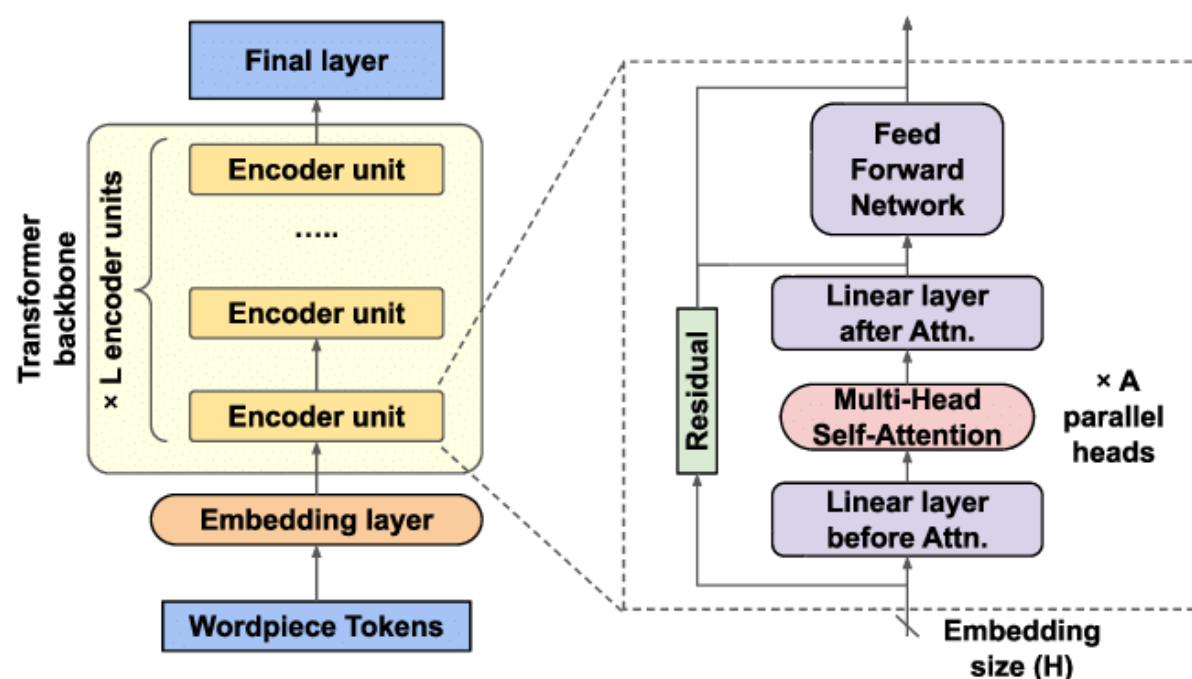 Final layer
Encoder unit
.....
Encoder unit
Encoder unit
Embedding layer
Wordpiece Tokens
Transformer
backbone
× L encoder units
Feed
Forward
Network
Linear layer
after Attn.
Multi-Head
Self-Attention
Linear layer
before Attn.
Residual
× A
parallel
heads
Embedding
size (H)